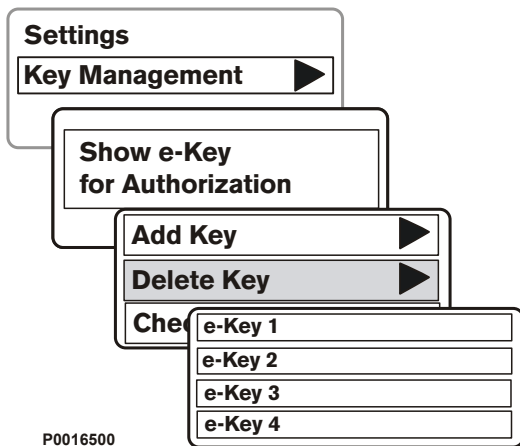 Settings
Key Management
Show e-Key
for Authorization
Add Key
Delete Key
e-Key 1
e-Key 2
e-Key 3
e-Key 4
P0016500